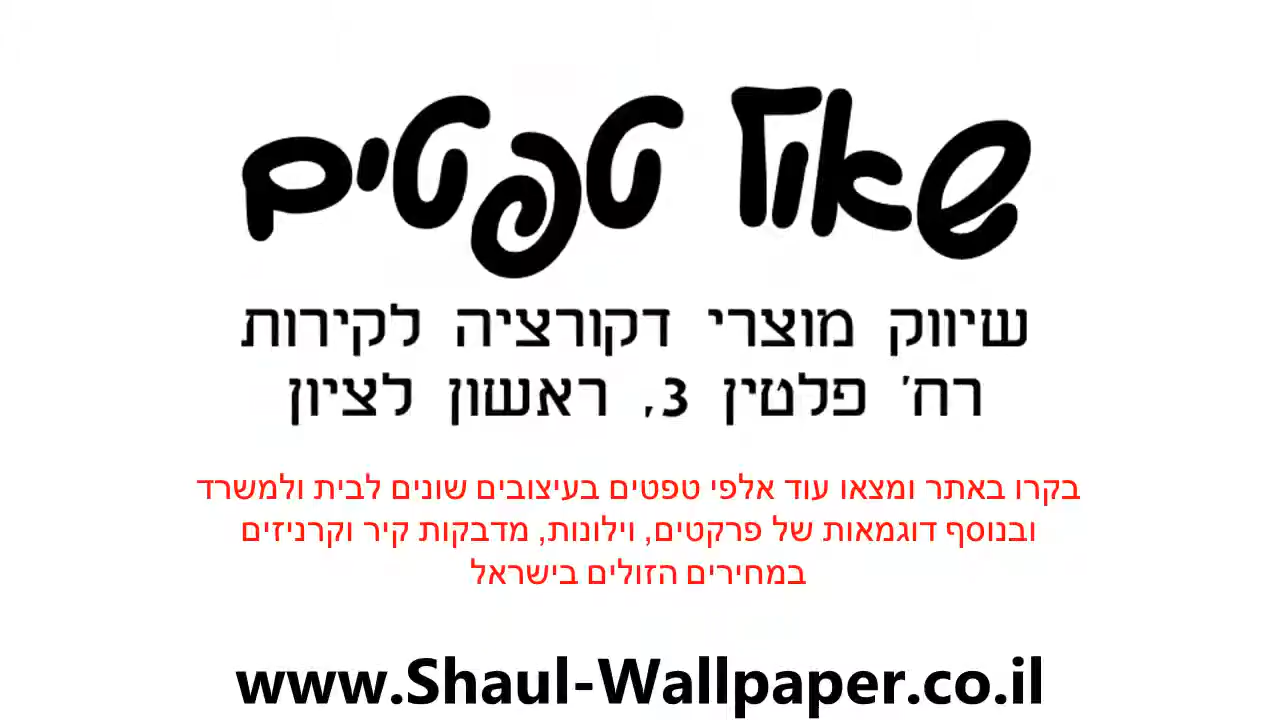 שאול טפטים
שיווק מוצרי דקורציה לקירות
רח' פלטין 3, ראשון לציון
בקרו באתר ומצאו עוד אלפי טפטים בעיצובים שונים לבית ולמשרד
ובנוסף דוגמאות של פרקטים, וילונות, מדבקות קיר וקרניזים
במחירים הזולים בישראל
www.Shaul-Wallpaper.co.il